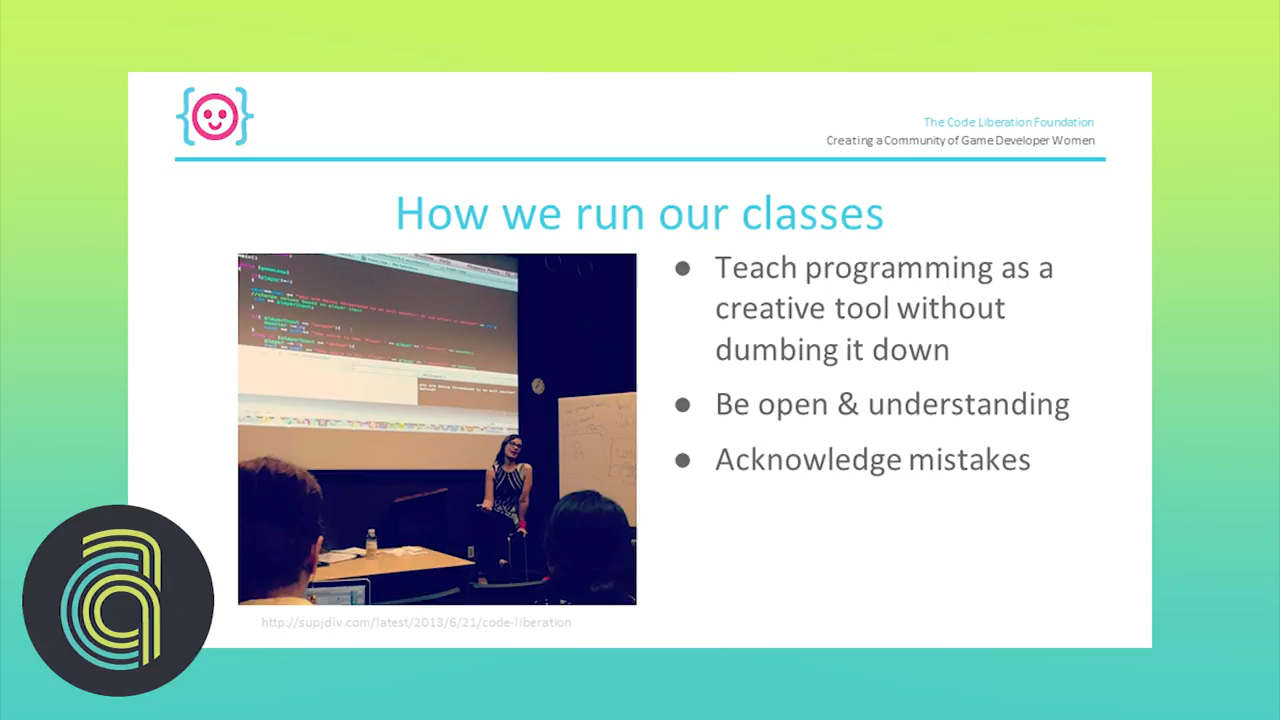 The Code Liberation Foundation
Creating a Community of Game Developer Women
How we run our classes
● Teach programming as a
creative tool without
dumbing it down
● Be open & understanding
● Acknowledge mistakes
http://supjdlv.com/latest/2013/6/21/code-liberation